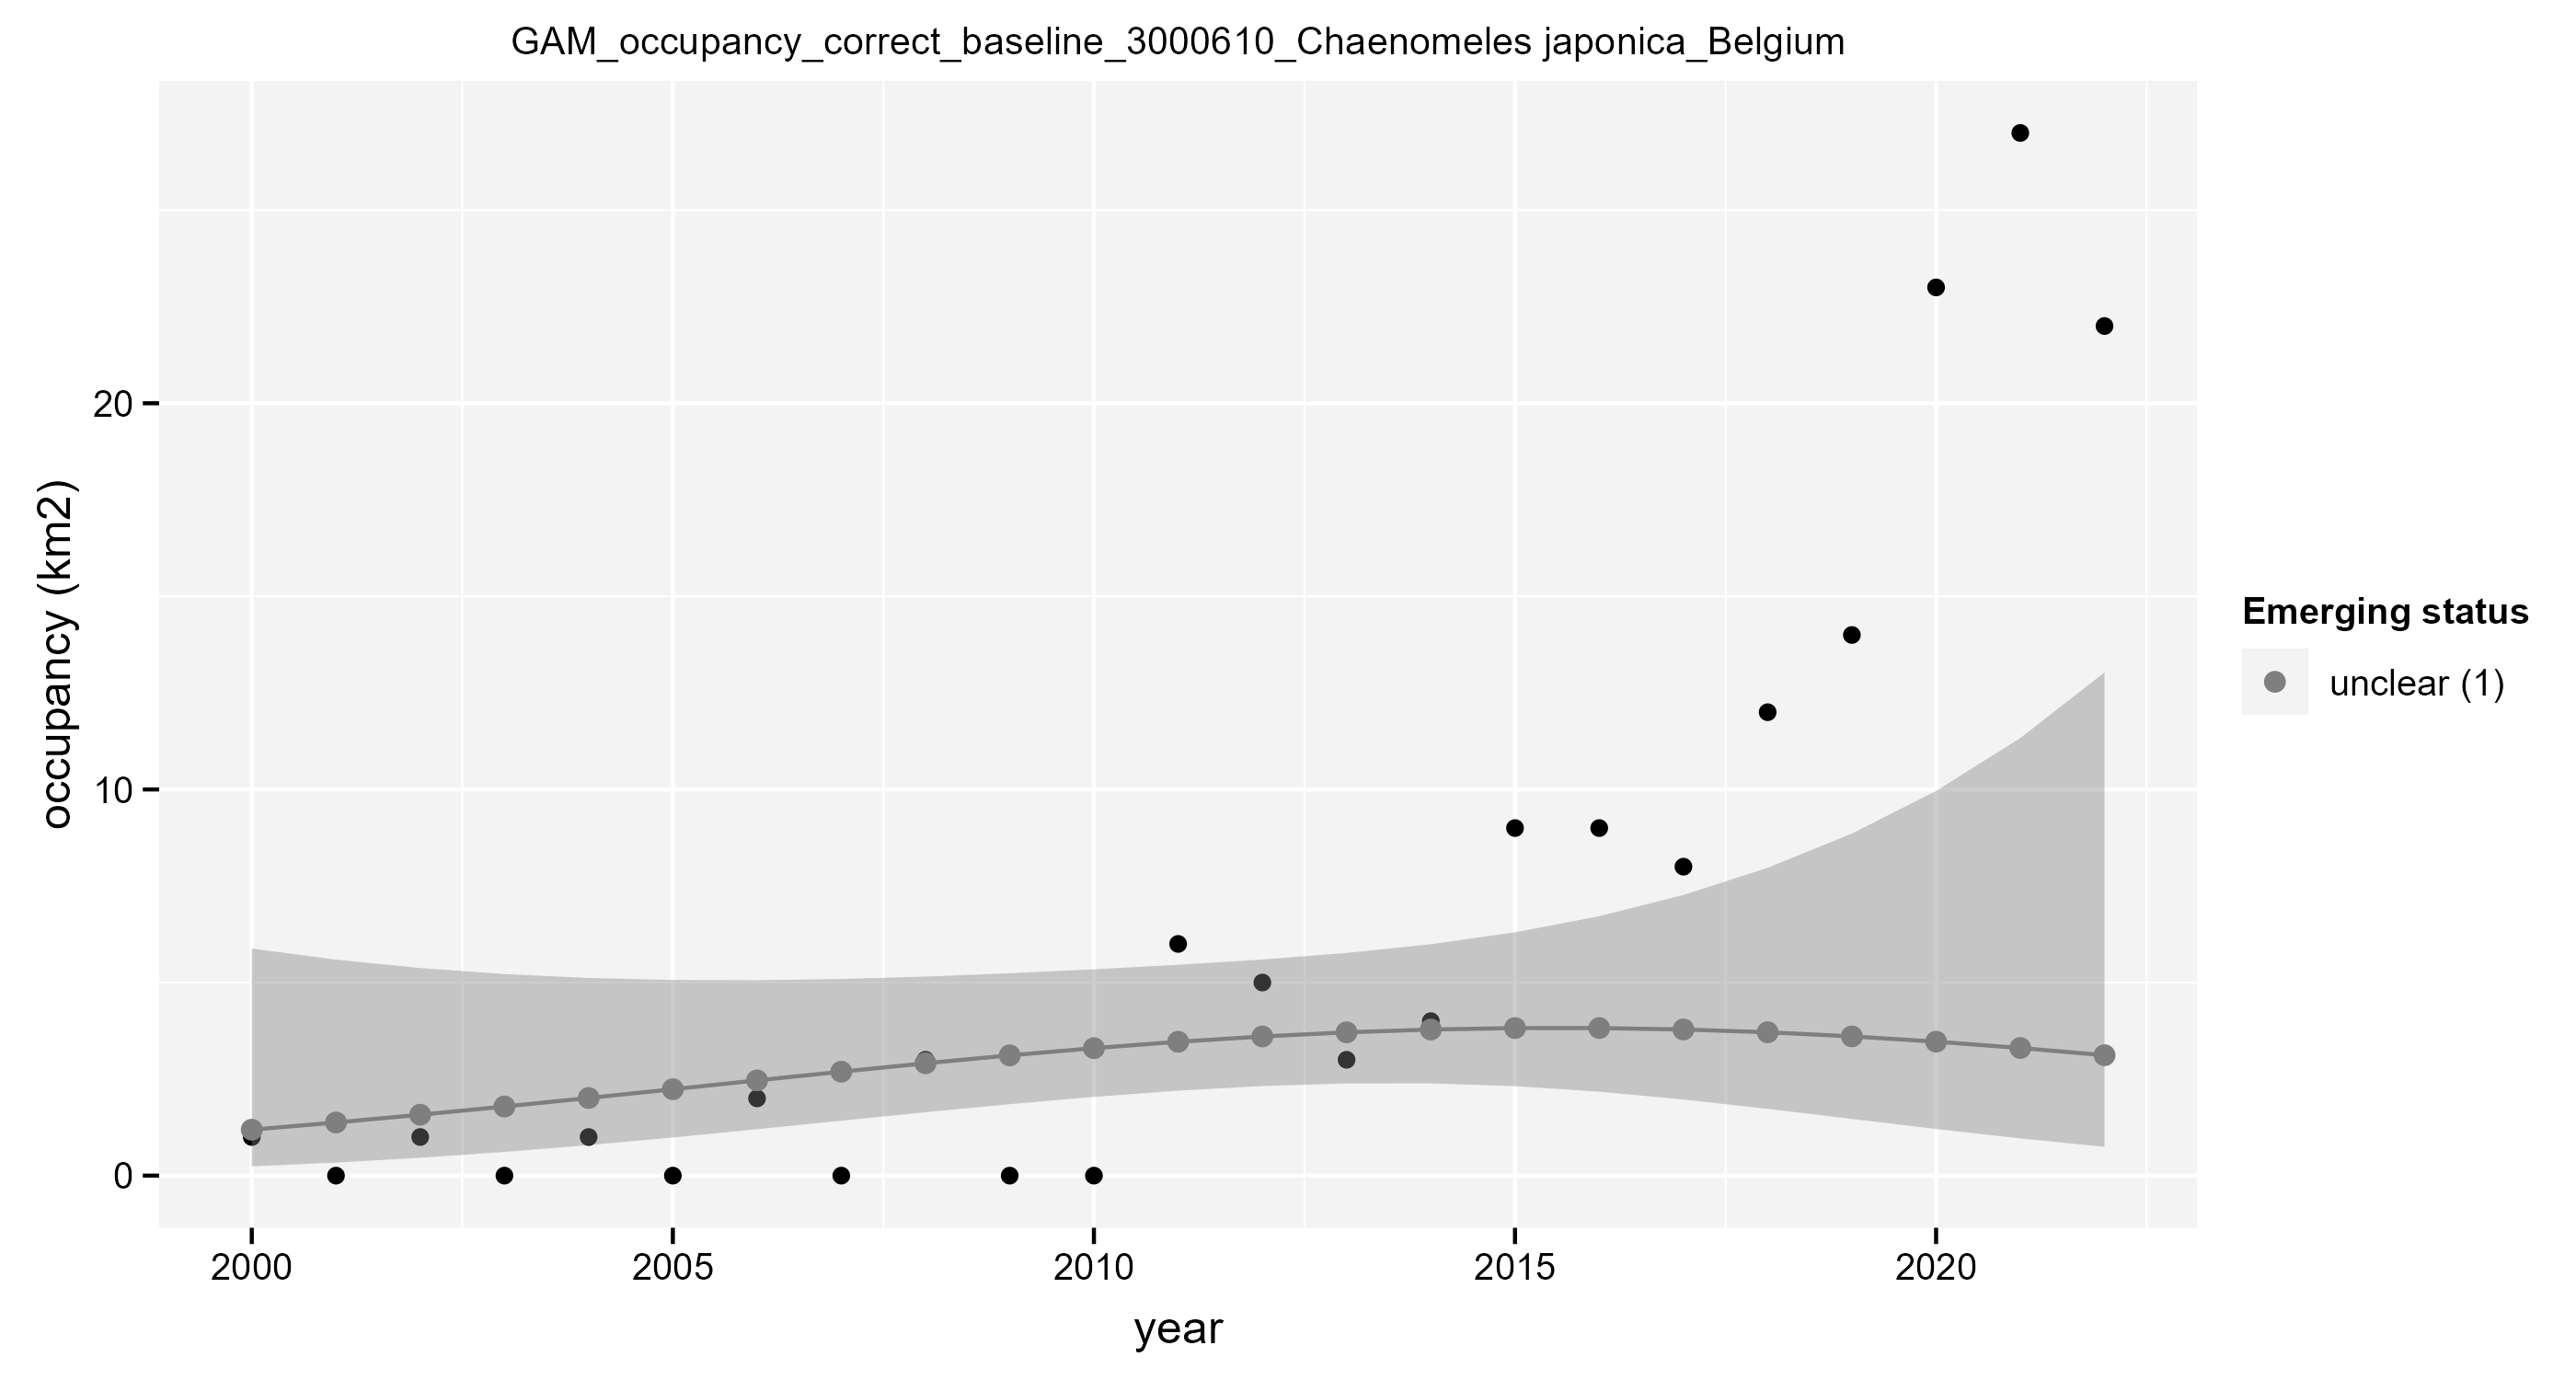 GAM_occupancy_correct_baseline_3000610_Chaenomeles japonica_Belgium
occupancy (km2)
20
10
0
2000 2005 2010 2015 2020
year
Emerging status
unclear (1)